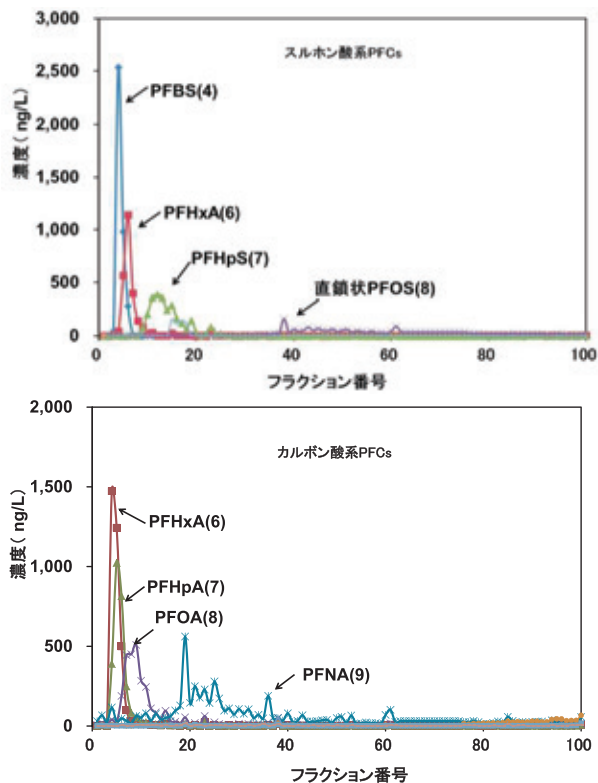 3,000
スルホン酸系PFCs
2,500
PFBS(4)
2,000
濃度( ng/L)
1,500
PFHxA(6)
1,000
PFHpS(7)
500
直鎖状PFOS(8)
0
0 20 40 60 80 100
フラクション番号
2,000
カルボン酸系PFCs
1,500
PFHxA(6)
濃度( ng/L)
1,000
PFHpA(7)
PFOA(8)
500
PFNA(9)
0
0 20 40 60 80 100
フラクション番号